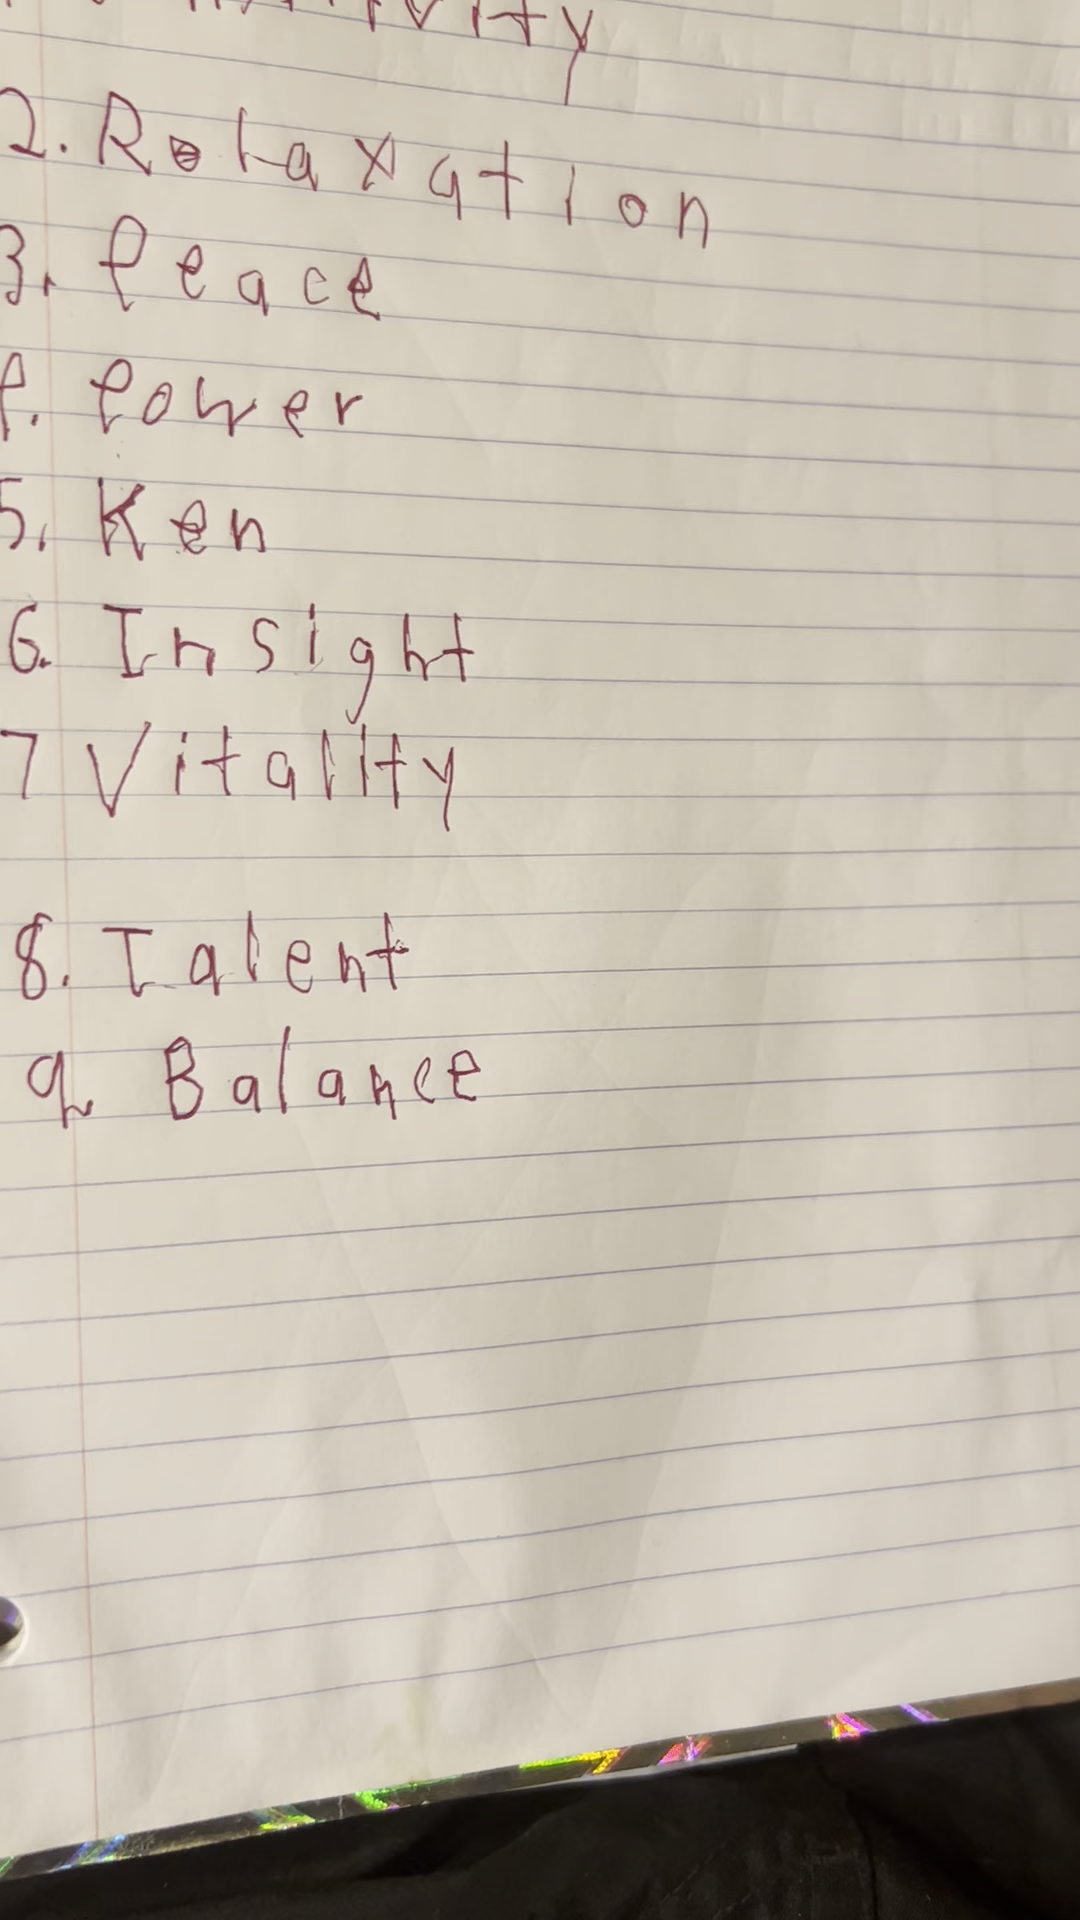 2. Relaxation
3. Peace
4. Power
5. Ken
6. Insight
7 Vitality
8. Talent
9. Balance